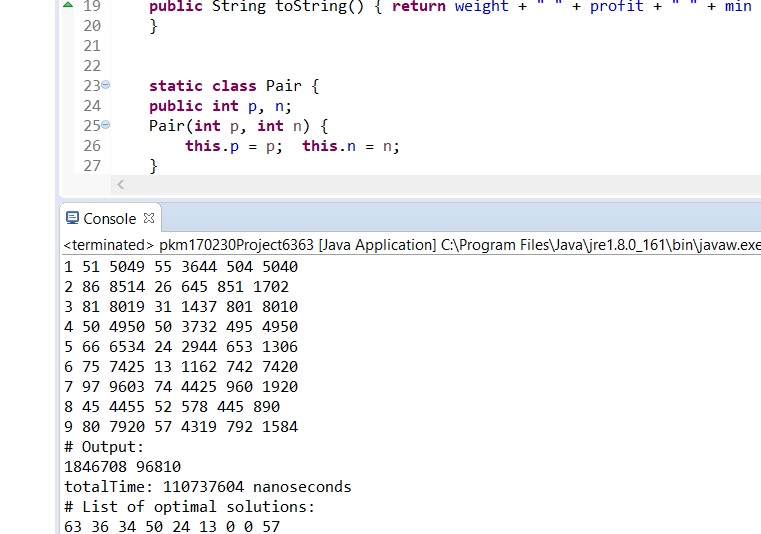 19 public String toString() { return weight + " " + profit + " " + min
20 }
21
22
23 static class Pair {
24 public int p, n;
25 Pair(int p, int n) {
26 this.p = p; this.n = n;
27 }
Console
<terminated> pkm170230Project6363 [Java Application] C:\Program Files\Java\jre1.8.0_161\bin\javaw.exe
1 51 5049 55 3644 504 5040
2 86 8514 26 645 851 1702
3 81 8019 31 1437 801 8010
4 50 4950 50 3732 495 4950
5 66 6534 24 2944 653 1306
6 75 7425 13 1162 742 7420
7 97 9603 74 4425 960 1920
8 45 4455 52 578 445 890
9 80 7920 57 4319 792 1584
# Output:
1846708 96810
totalTime: 110737604 nanoseconds
# List of optimal solutions:
63 36 34 50 24 13 0 0 57